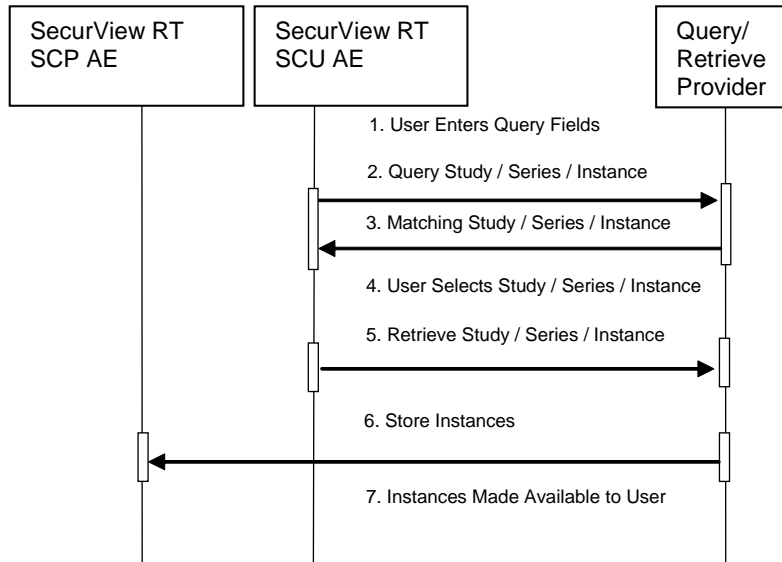 SecurView RT
SCP AE
SecurView RT
SCU AE
Query/
Retrieve
Provider
1. User Enters Query Fields
2. Query Study / Series / Instance
3. Matching Study / Series / Instance
4. User Selects Study / Series / Instance
5. Retrieve Study / Series / Instance
6. Store Instances
7. Instances Made Available to User